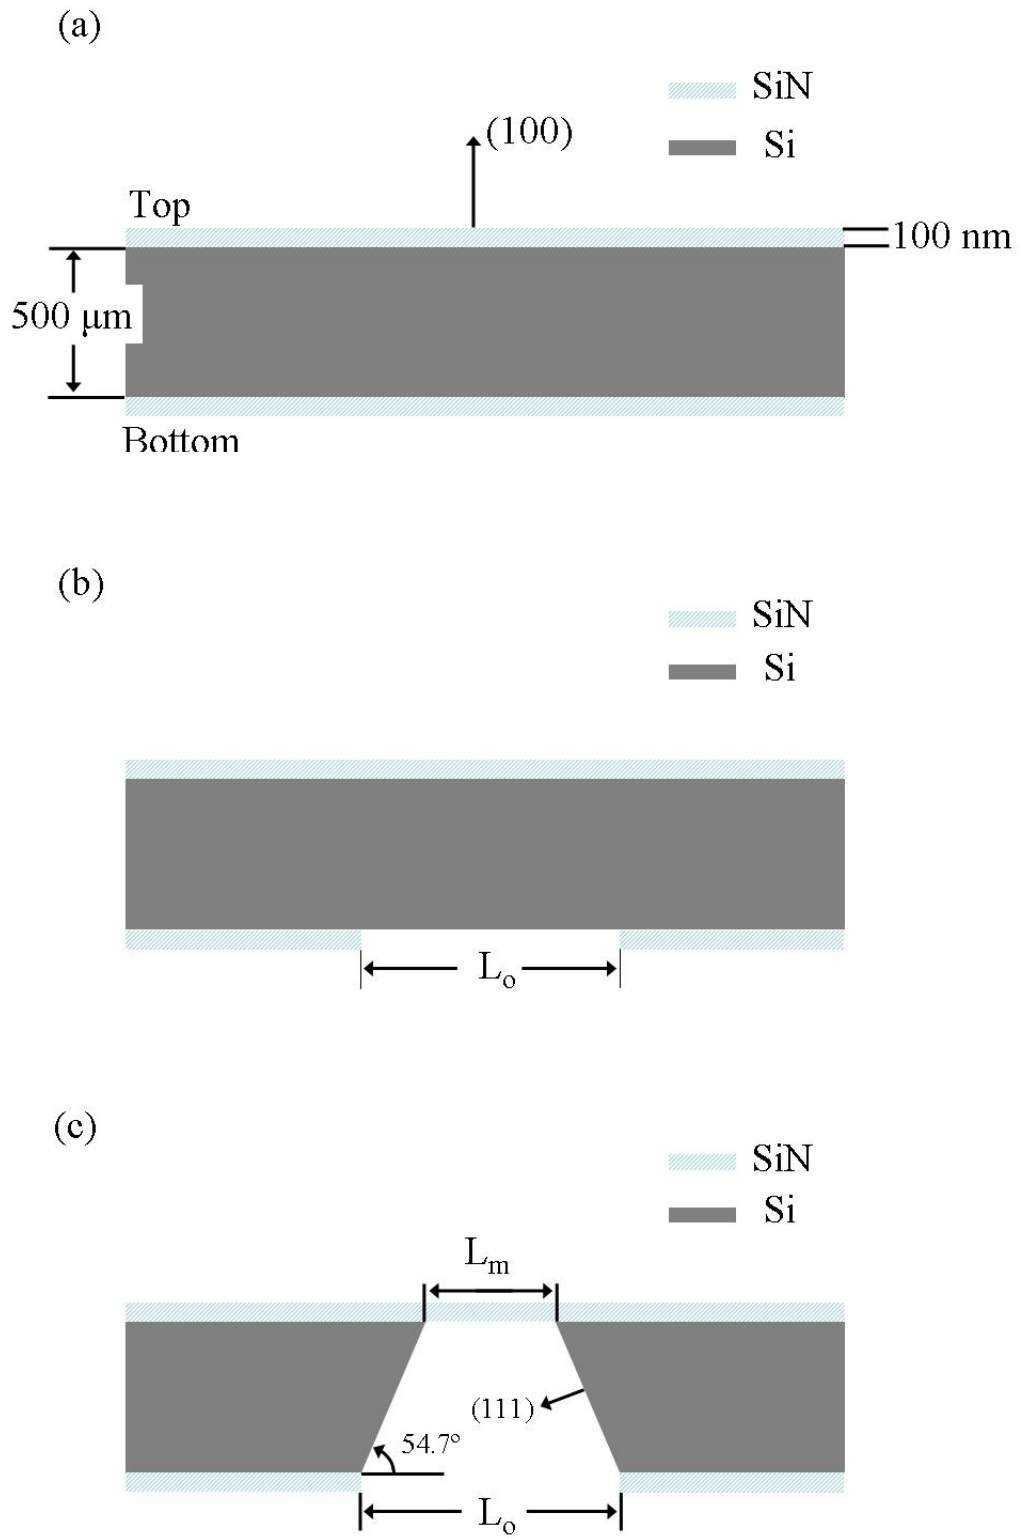 (a)
SiN
Si
(100)
Top
100 nm
500 μm
Bottom
(b)
SiN
Si
Lo
(c)
SiN
Si
Lm
(111)
54.7°
Lo